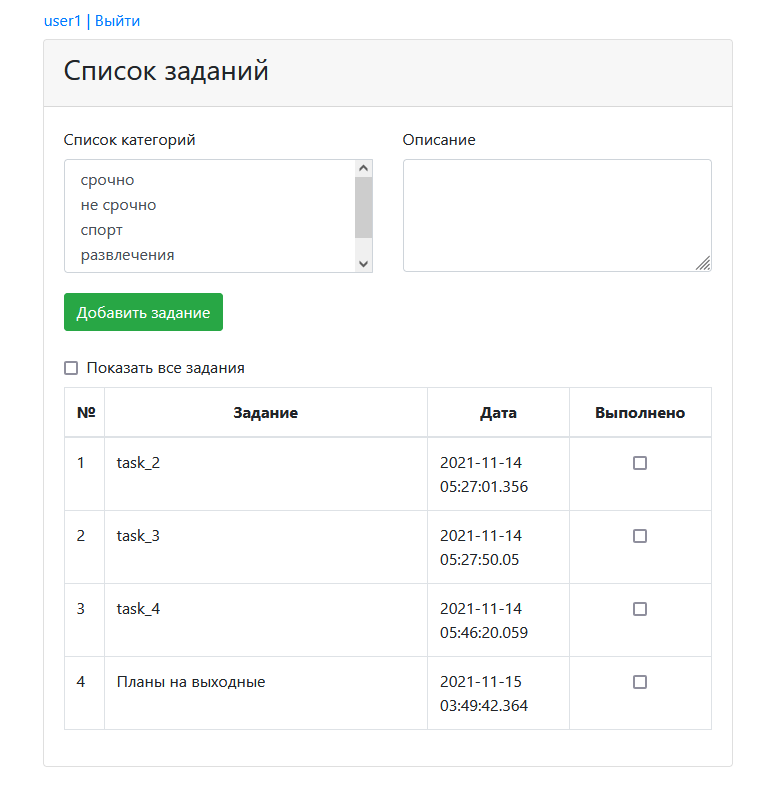 user1 | Выйти
Список заданий
Список категорий
Описание
срочно
не срочно
спорт
развлечения
Добавить задание
Показать все задания
№ Задание Дата Выполнено
1 task_2 2021-11-14
05:27:01.356
2 task_3 2021-11-14
05:27:50.05
3 task_4 2021-11-14
05:46:20.059
4 Планы на выходные 2021-11-15
03:49:42.364